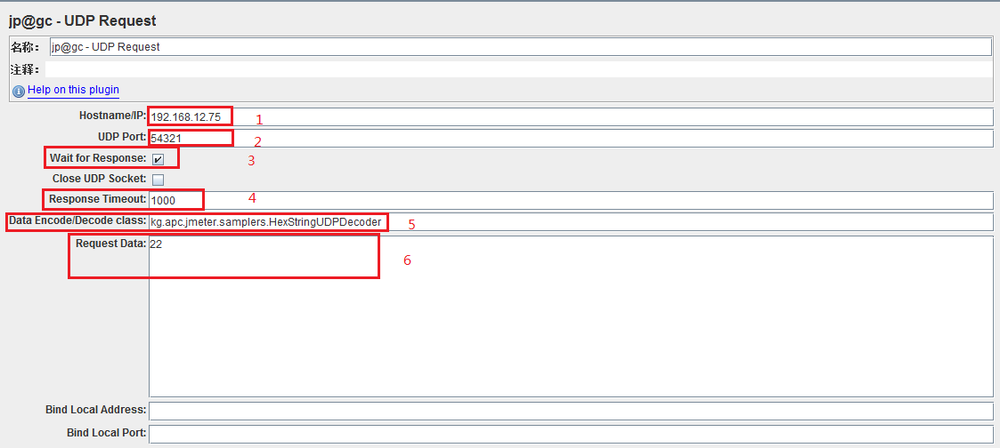 jp@gc - UDP Request
名称： jp@gc - UDP Request
注释：
Help on this plugin
Hostname/IP: 192.168.12.75 1
UDP Port: 54321 2
Wait for Response: 3
Close UDP Socket:
Response Timeout: 1000 4
Data Encode/Decode class: kg.apc.jmeter.samplers.HexStringUDPDecoder 5
Request Data: 22 6
Bind Local Address:
Bind Local Port: